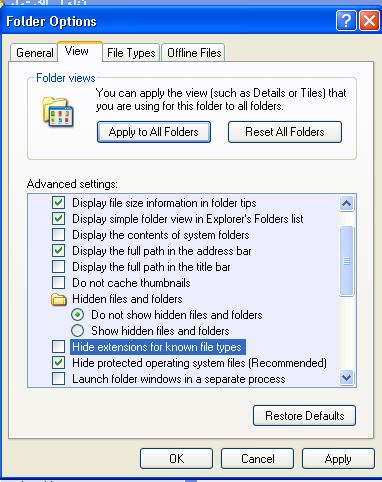 Folder Options
General View File Types Offline Files
Folder views
You can apply the view (such as Details or Tiles) that
you are using for this folder to all folders.
Apply to All Folders Reset All Folders
Advanced settings:
Display file size information in folder tips
Display simple folder view in Explorer's Folders list
Display the contents of system folders
Display the full path in the address bar
Display the full path in the title bar
Do not cache thumbnails
Hidden files and folders
Do not show hidden files and folders
Show hidden files and folders
Hide extensions for known file types
Hide protected operating system files (Recommended)
Launch folder windows in a separate process
Restore Defaults
OK Cancel Apply